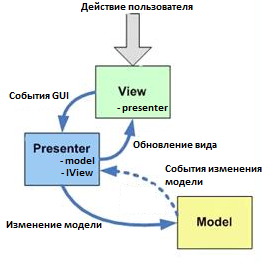 Действие пользователя
View
- presenter
События GUI
Presenter
- model
- IView
Обновление вида
События изменения
модели
Изменение модели
Model